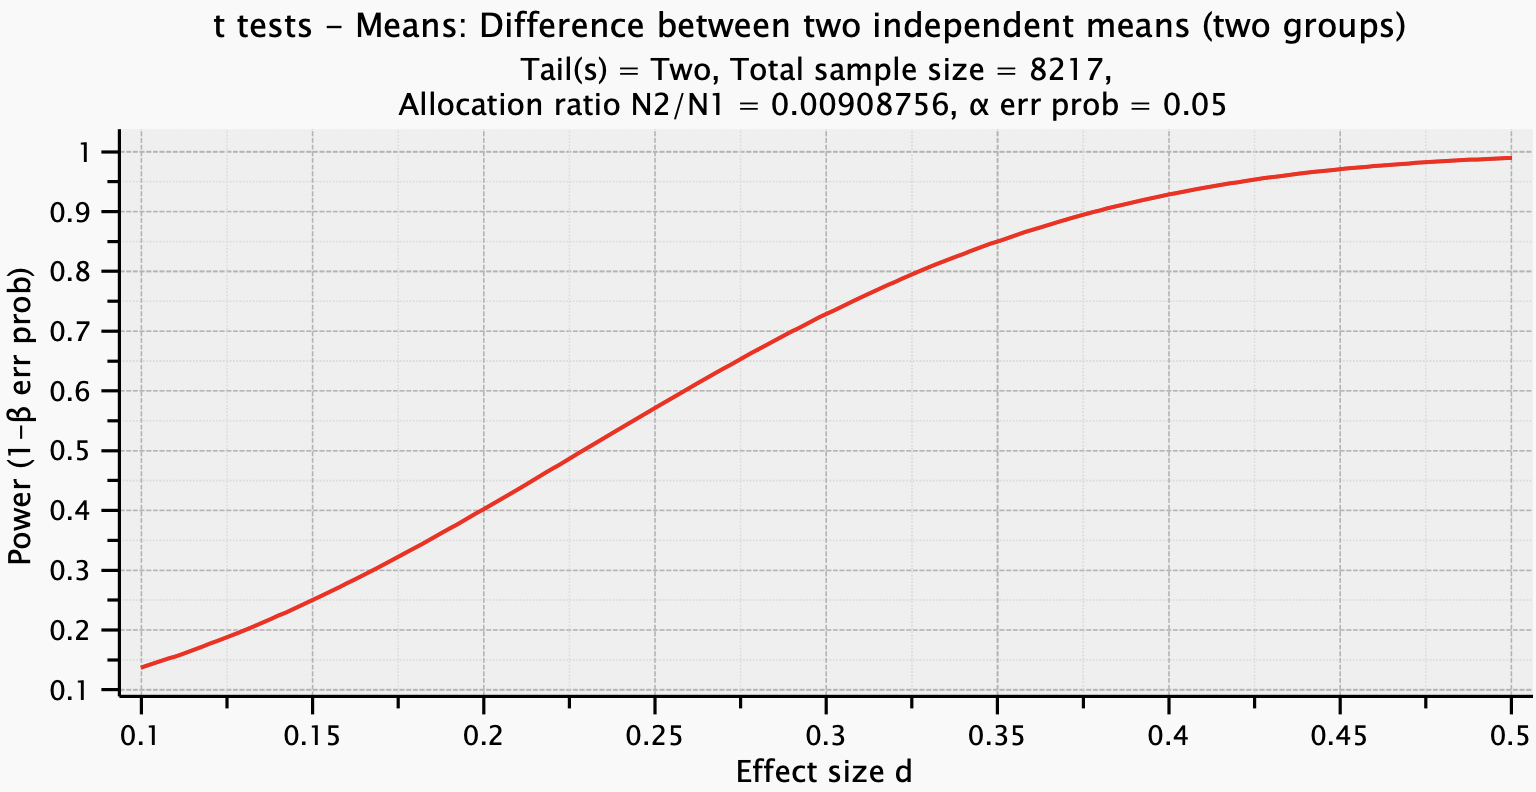 t tests – Means: Difference between two independent means (two groups)
Tail(s) = Two, Total sample size = 8217,
Allocation ratio N2/N1 = 0.00908756, α err prob = 0.05
Power (1-β err prob)
1
0.9
0.8
0.7
0.6
0.5
0.4
0.3
0.2
0.1
0.1 0.15 0.2 0.25 0.3 0.35 0.4 0.45 0.5
Effect size d